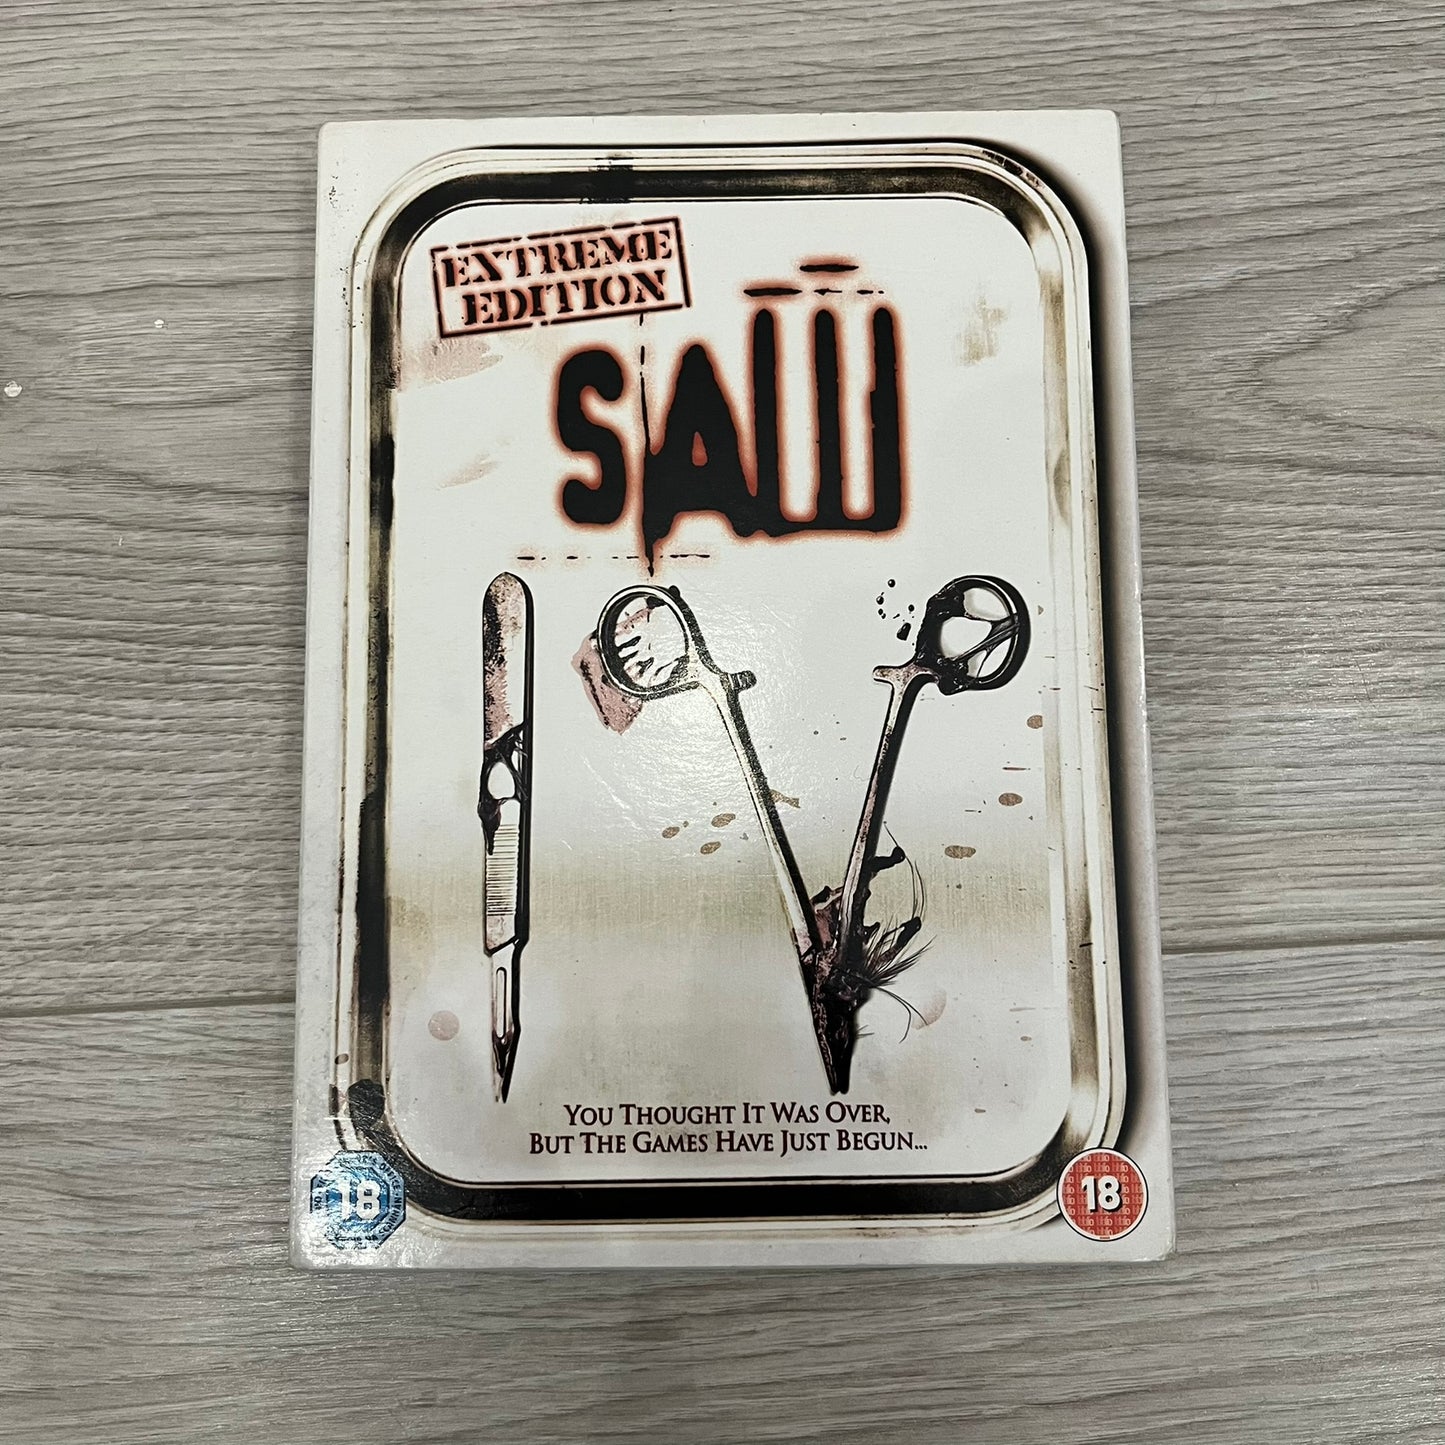 EXTREME
EDITION
SAW
IV
YOU THOUGHT IT WAS OVER,
BUT THE GAMES HAVE JUST BEGUN...
18
18